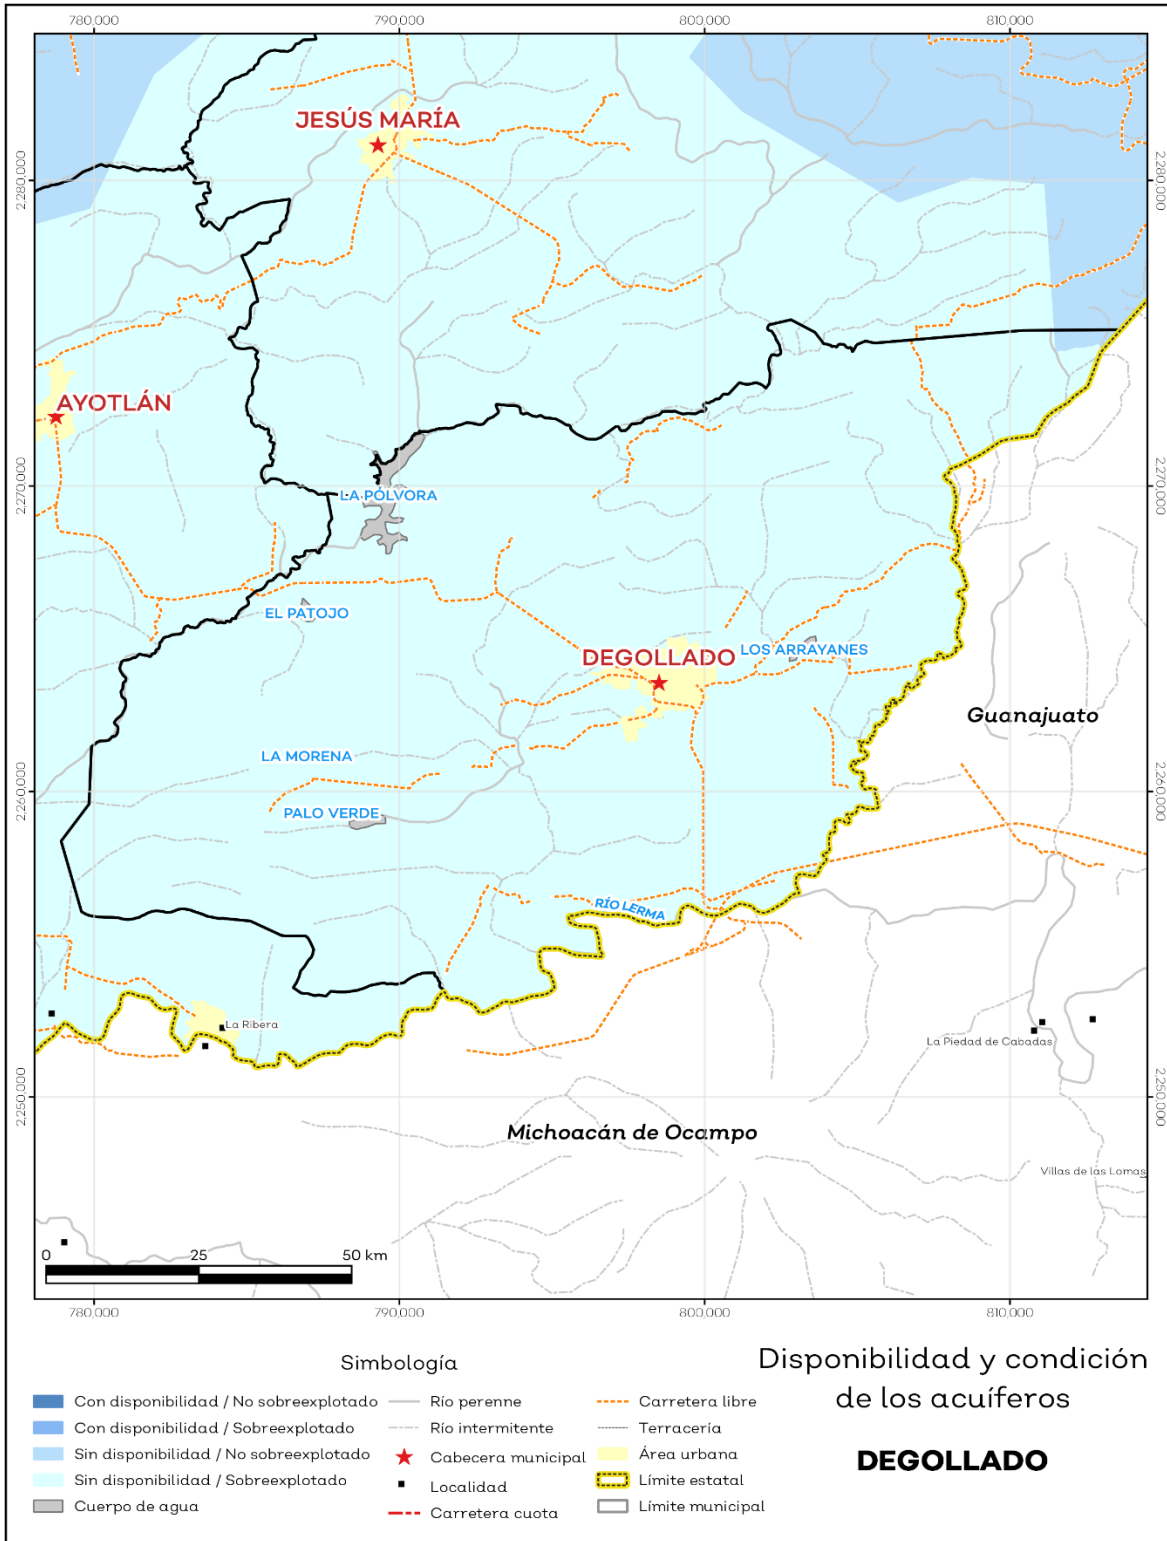 780,000 790,000 800,000 810,000
JESÚS MARÍA
2,280,000 2,280,000
AYOTLÁN
2,270,000 2,270,000
LA PÓLVORA
EL PATOJO
DEGOLLADO
LOS ARRAYANES
Guanajuato
LA MORENA
2,260,000 2,260,000
PALO VERDE
RÍO LERMA
La Ribera
La Piedad de Cabadas
2,250,000 2,250,000
Michoacán de Ocampo
Villas de las Lomas
0 25 50 km
780,000 790,000 800,000 810,000
Simbología
Con disponibilidad / No sobreexplotado
Con disponibilidad / Sobreexplotado
Sin disponibilidad / No sobreexplotado
Sin disponibilidad / Sobreexplotado
Cuerpo de agua
Río perenne
Río intermitente
Cabecera municipal
Localidad
Carretera cuota
Carretera libre
Terracería
Área urbana
Límite estatal
Límite municipal
Disponibilidad y condición
de los acuíferos
DEGOLLADO